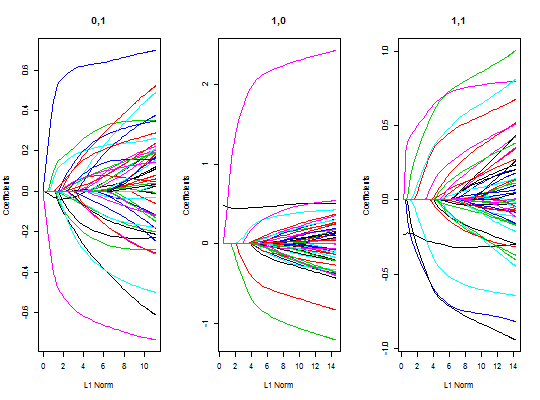 0,1
1,0
1,1
Coefficients
0.6
0.4
0.2
0.0
-0.2
-0.4
-0.6
0 2 4 6 8 10
L1 Norm
Coefficients
2
1
0
-1
0 2 4 6 8 10 12 14
L1 Norm
Coefficients
1.0
0.5
0.0
-0.5
-1.0
0 2 4 6 8 10 12 14
L1 Norm